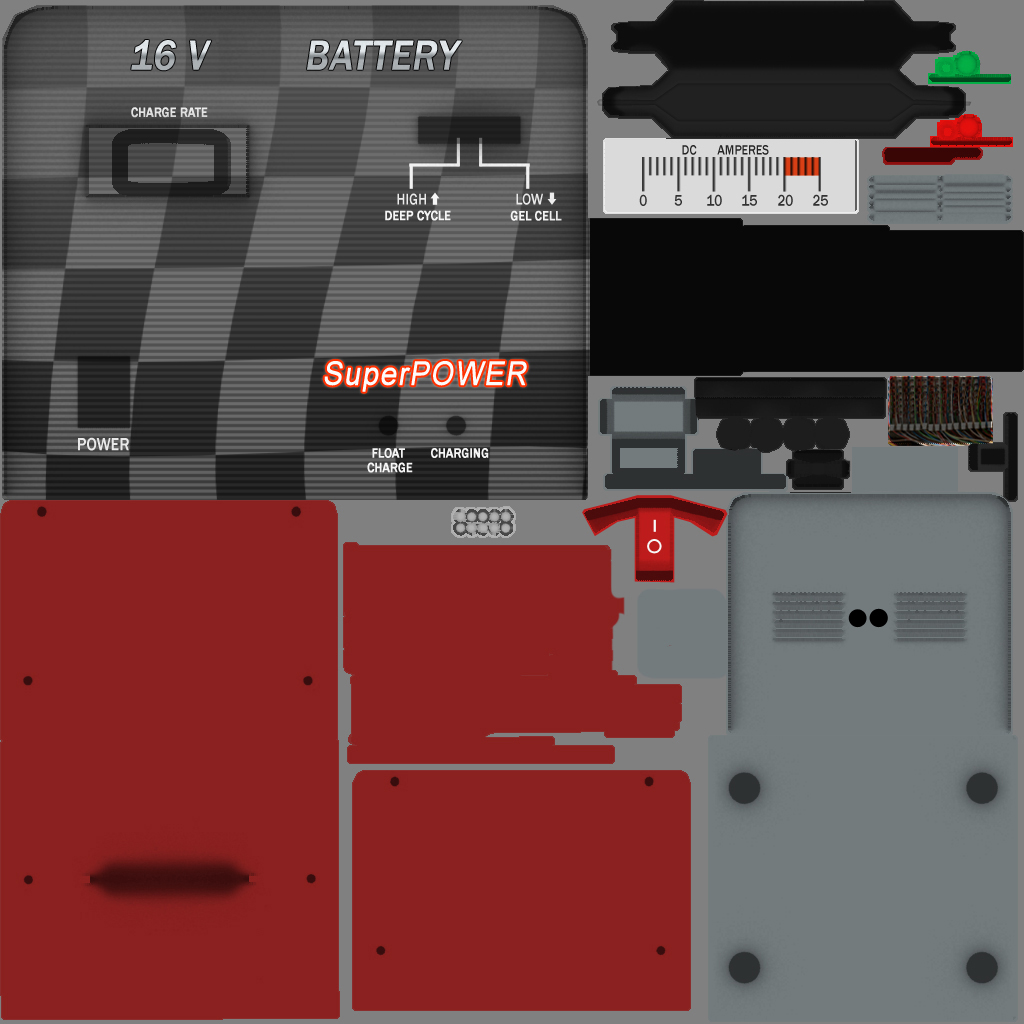 16 V BATTERY
CHARGE RATE
HIGH ⬆ LOW ⬇
DEEP CYCLE GEL CELL
SuperPOWER
POWER
FLOAT CHARGE
CHARGING
DC AMPERES
0 5 10 15 20 25
I
O